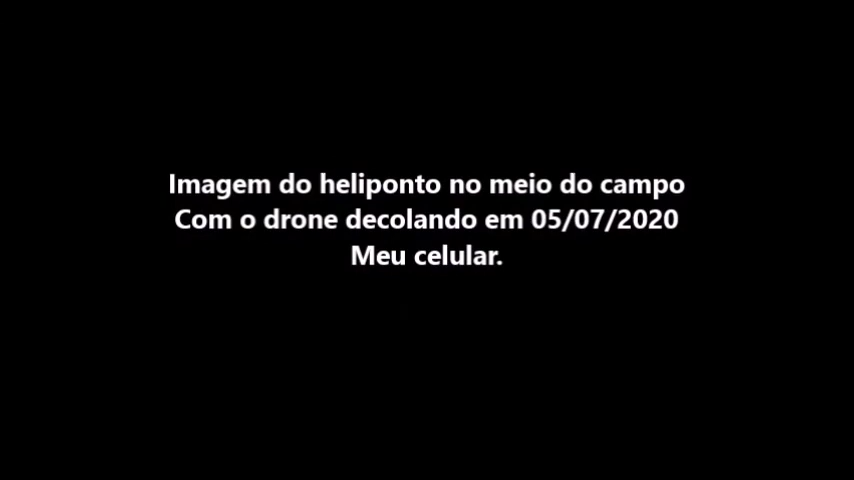 Imagem do heliponto no meio do campo
Com o drone decolando em 05/07/2020
Meu celular.